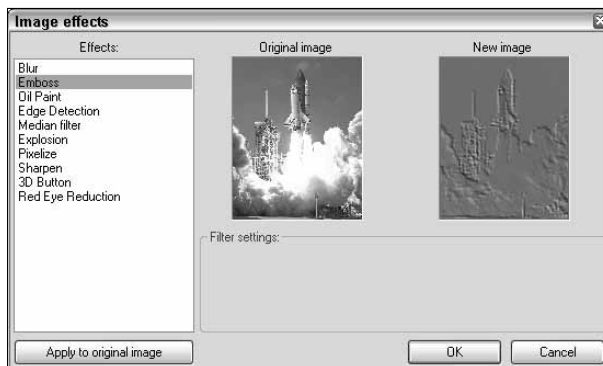 Image effects
Effects:
Original image
New image
Blur
Emboss
Oil Paint
Edge Detection
Median filter
Explosion
Pixelize
Sharpen
3D Button
Red Eye Reduction
Filter settings:
Apply to original image
OK
Cancel